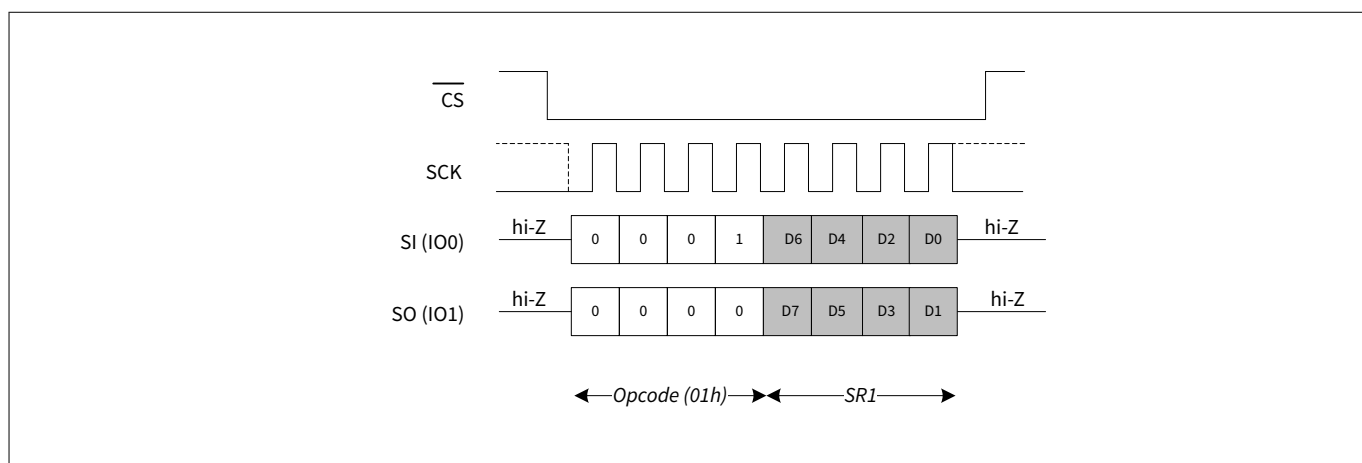 CS
SCK
hi-Z hi-Z
SI (IO0) 0 0 0 1 D6 D4 D2 D0
hi-Z hi-Z
SO (IO1) 0 0 0 0 D7 D5 D3 D1
Opcode (01h) SR1